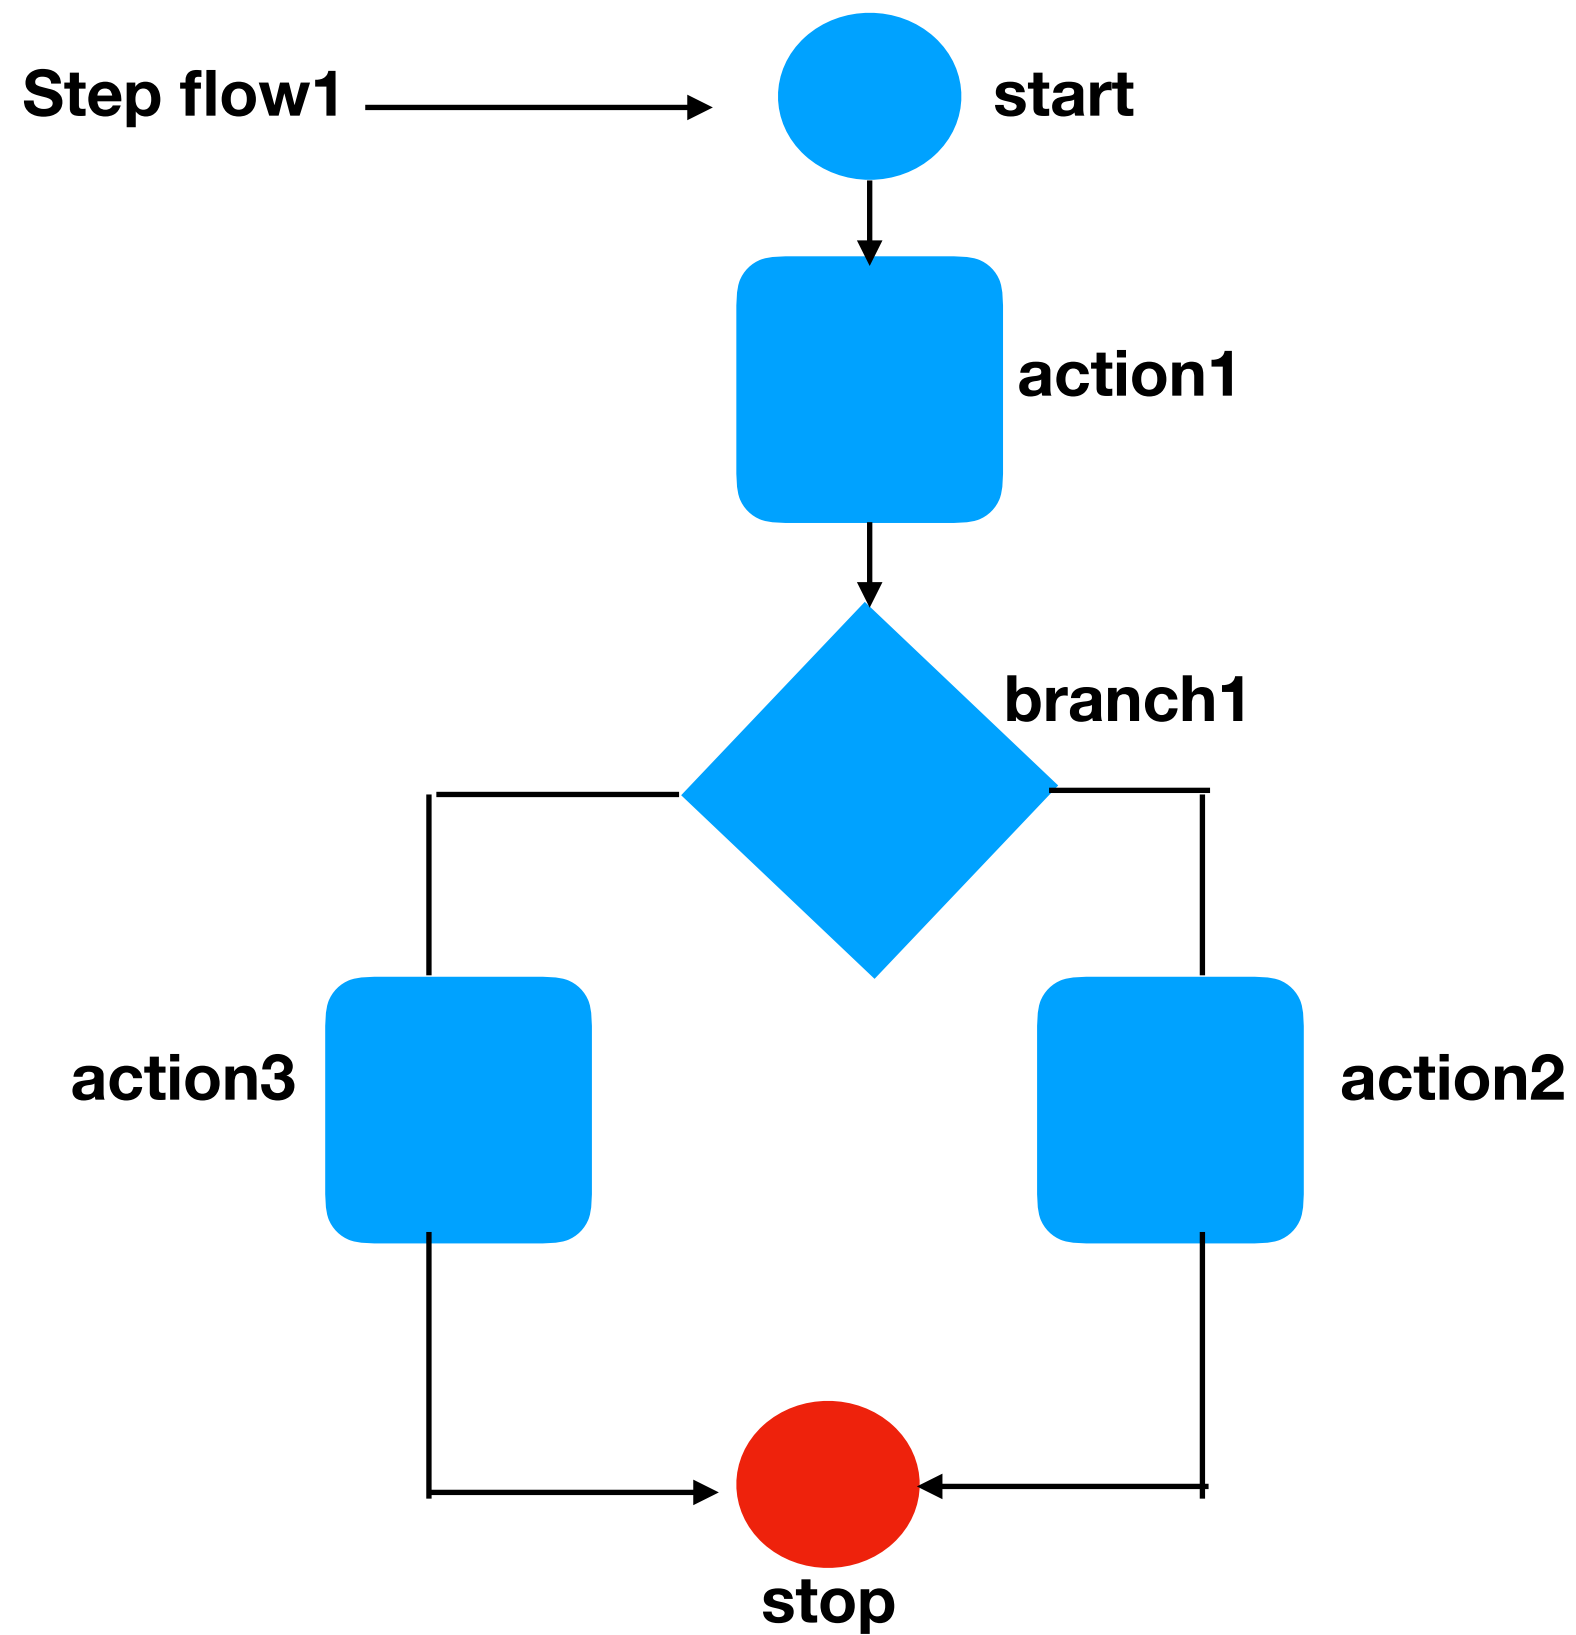 Step flow1
start
action1
branch1
action3
action2
stop